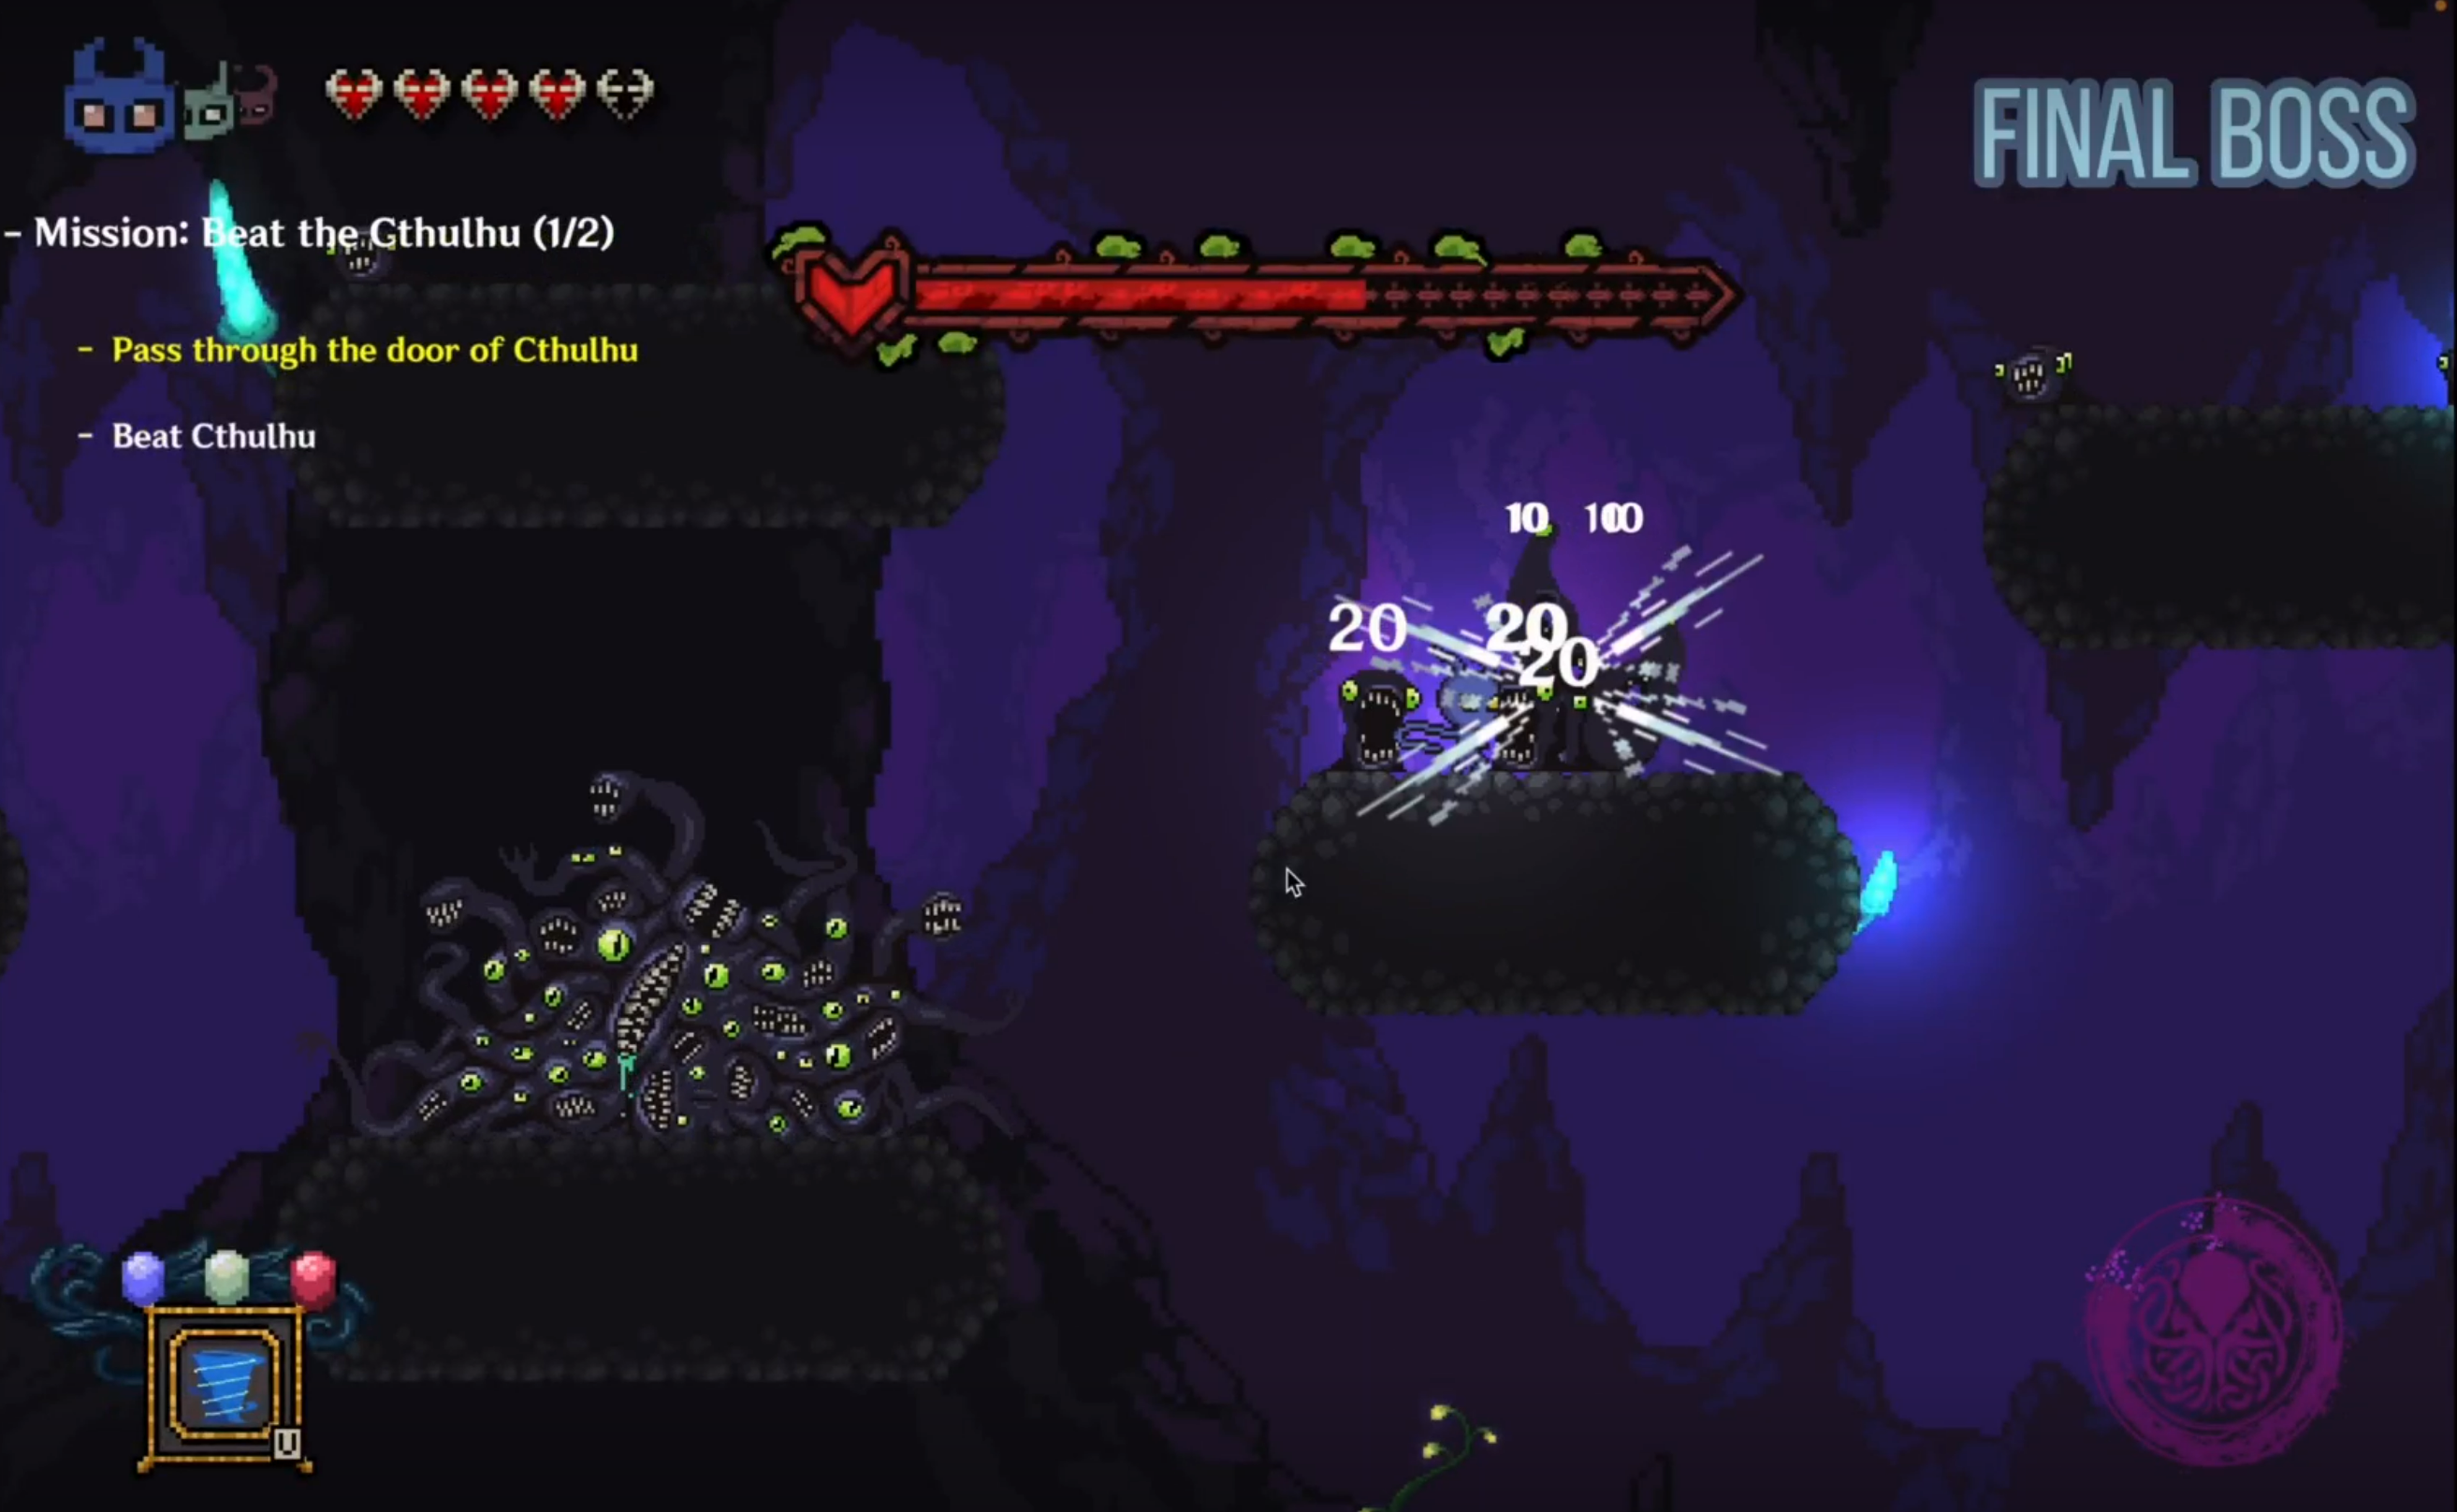 FINAL BOSS
- Mission: Beat the Cthulhu (1/2)
- Pass through the door of Cthulhu
- Beat Cthulhu
10 100
20 20
20
U